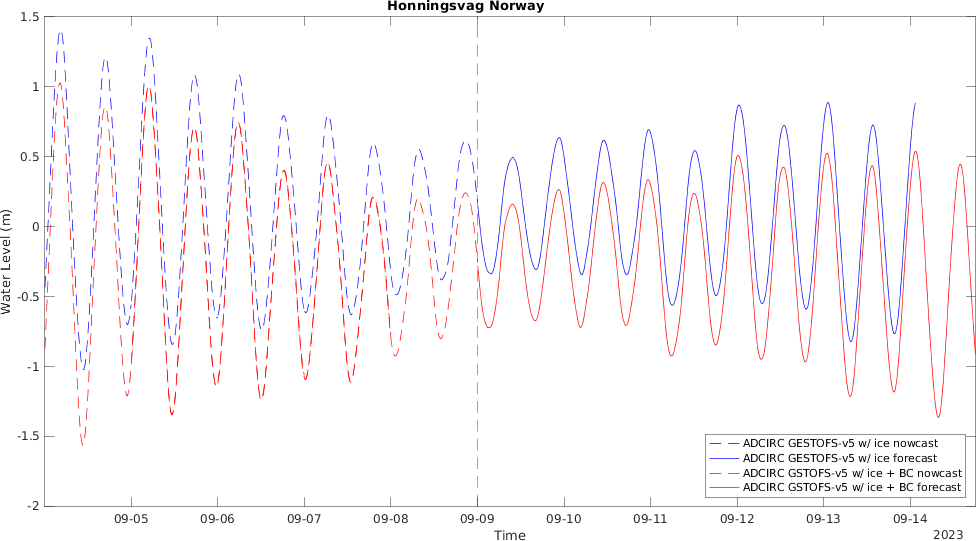 Honningsvag Norway
1.5
1
0.5
0
-0.5
-1
-1.5
-2
Water Level (m)
09-05 09-06 09-07 09-08 09-09 09-10 09-11 09-12 09-13 09-14
Time
2023
ADCIRC GESTOFS-v5 w/ ice nowcast
ADCIRC GESTOFS-v5 w/ ice forecast
ADCIRC GSTOFS-v5 w/ ice + BC nowcast
ADCIRC GSTOFS-v5 w/ ice + BC forecast